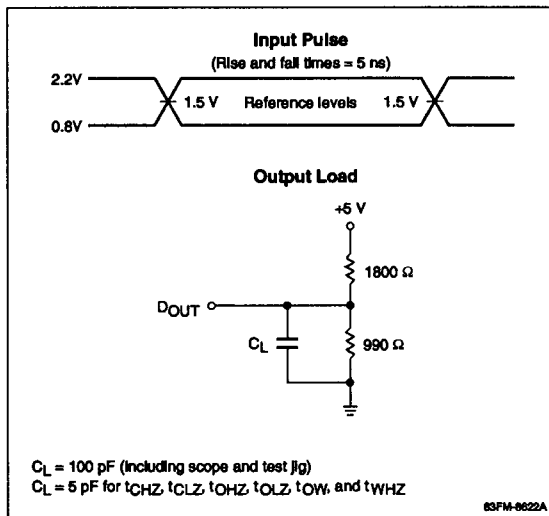 Input Pulse
(Rise and fall times = 5 ns)
2.2V
1.5 V Reference levels 1.5 V
0.8V
Output Load
+5 V
1800 Ω
DOUT
CL
990 Ω
CL = 100 pF (including scope and test jig)
CL = 5 pF for tCHZ, tCLZ, tOHZ, tOLZ, tOW, and tWHZ
83FM-6622A